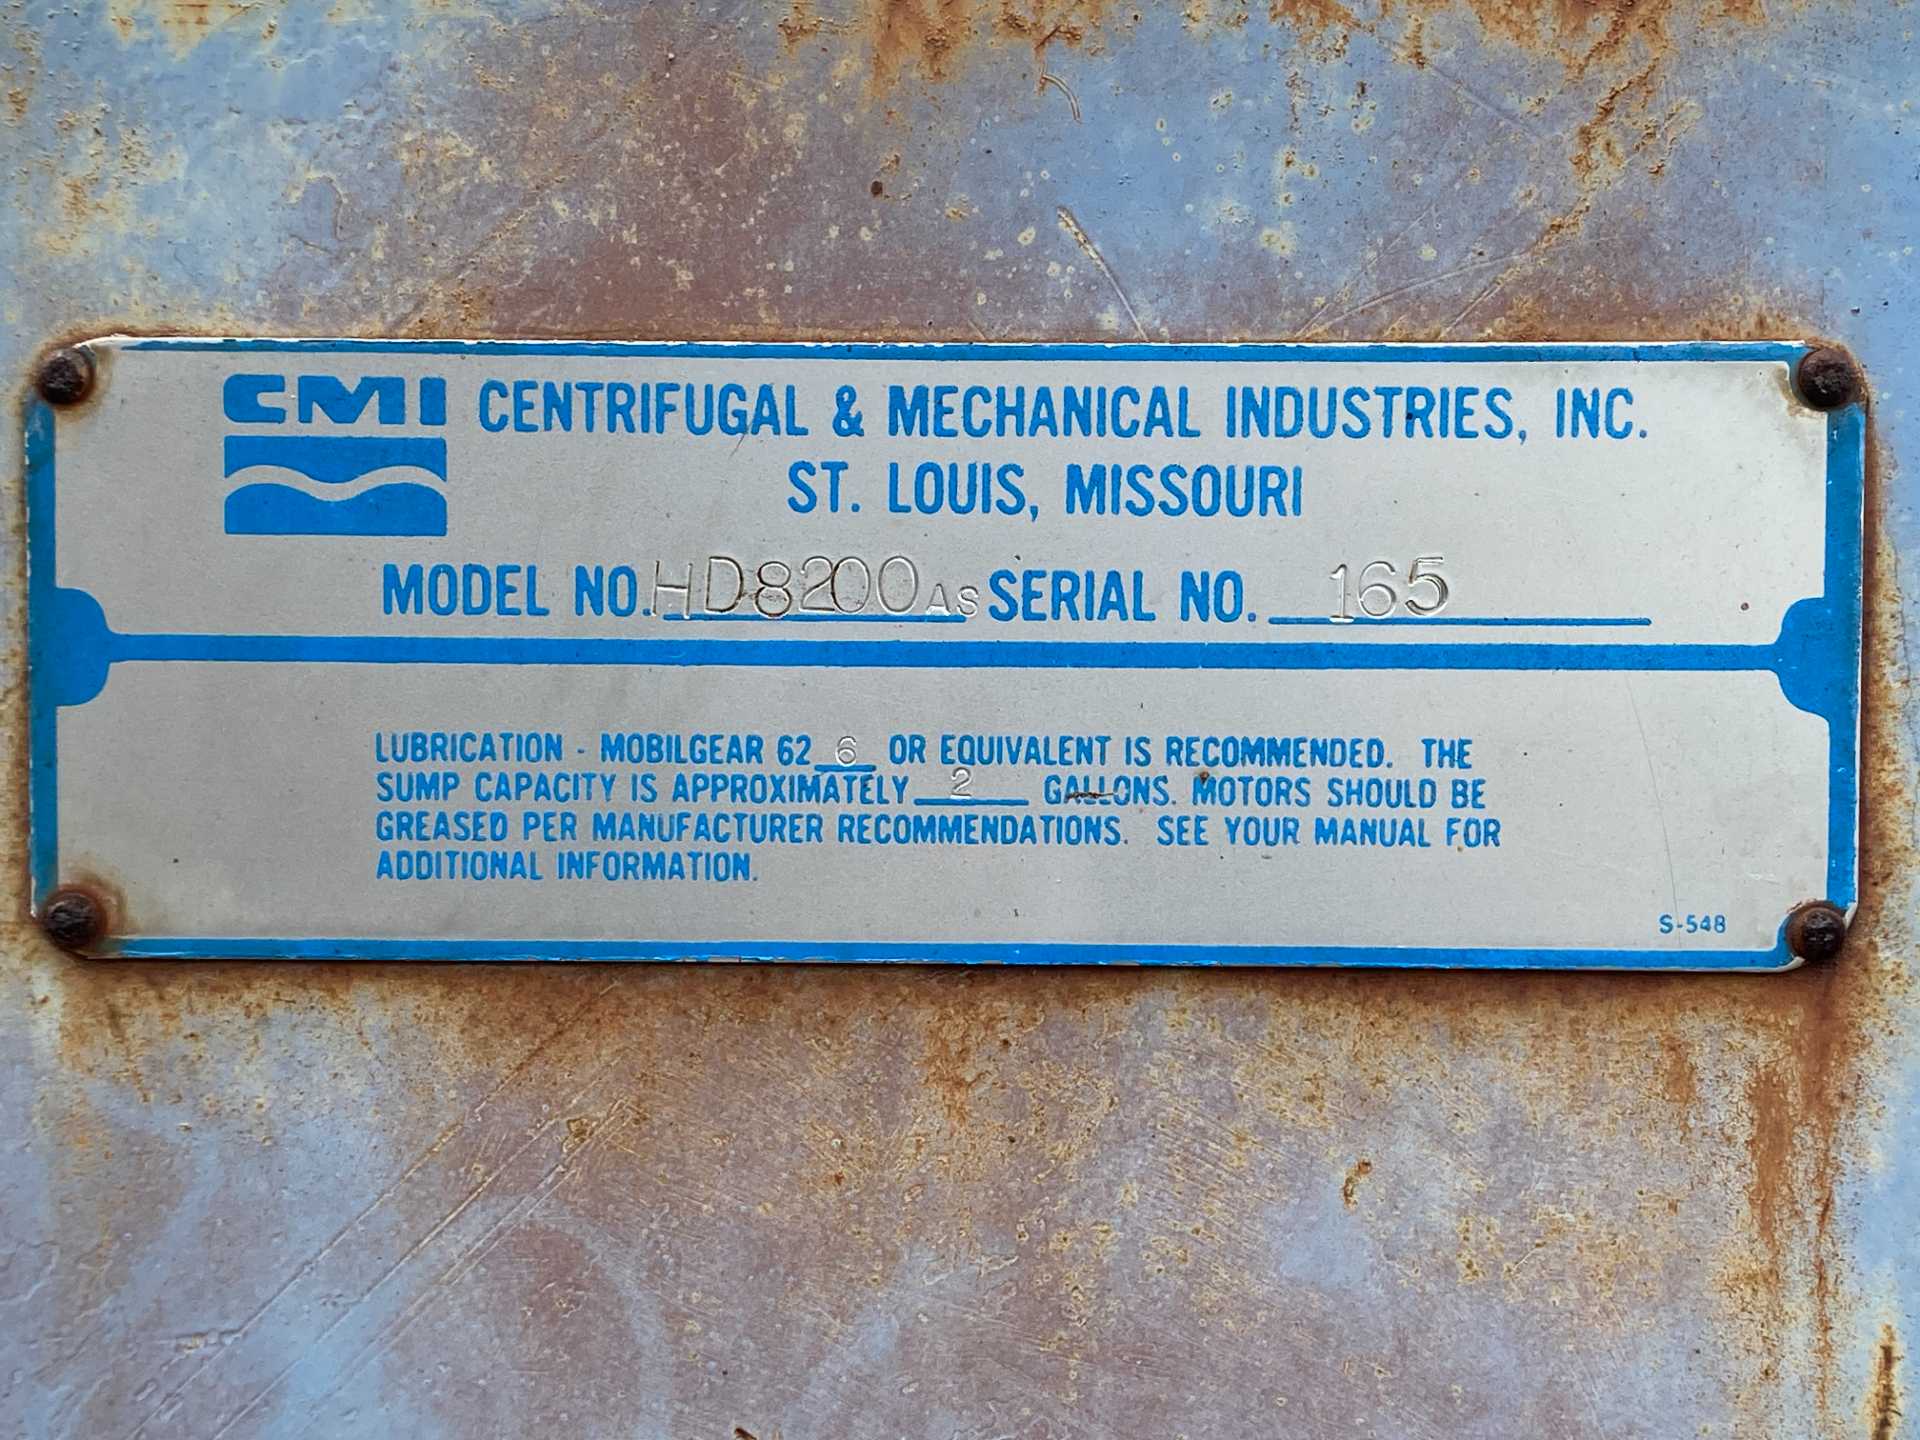 CMI CENTRIFUGAL & MECHANICAL INDUSTRIES, INC.
ST. LOUIS, MISSOURI
MODEL NO. HD8200AS SERIAL NO. 165
LUBRICATION - MOBILGEAR 626 OR EQUIVALENT IS RECOMMENDED. THE
SUMP CAPACITY IS APPROXIMATELY 2 GALLONS. MOTORS SHOULD BE
GREASED PER MANUFACTURER RECOMMENDATIONS. SEE YOUR MANUAL FOR
ADDITIONAL INFORMATION.
S-548